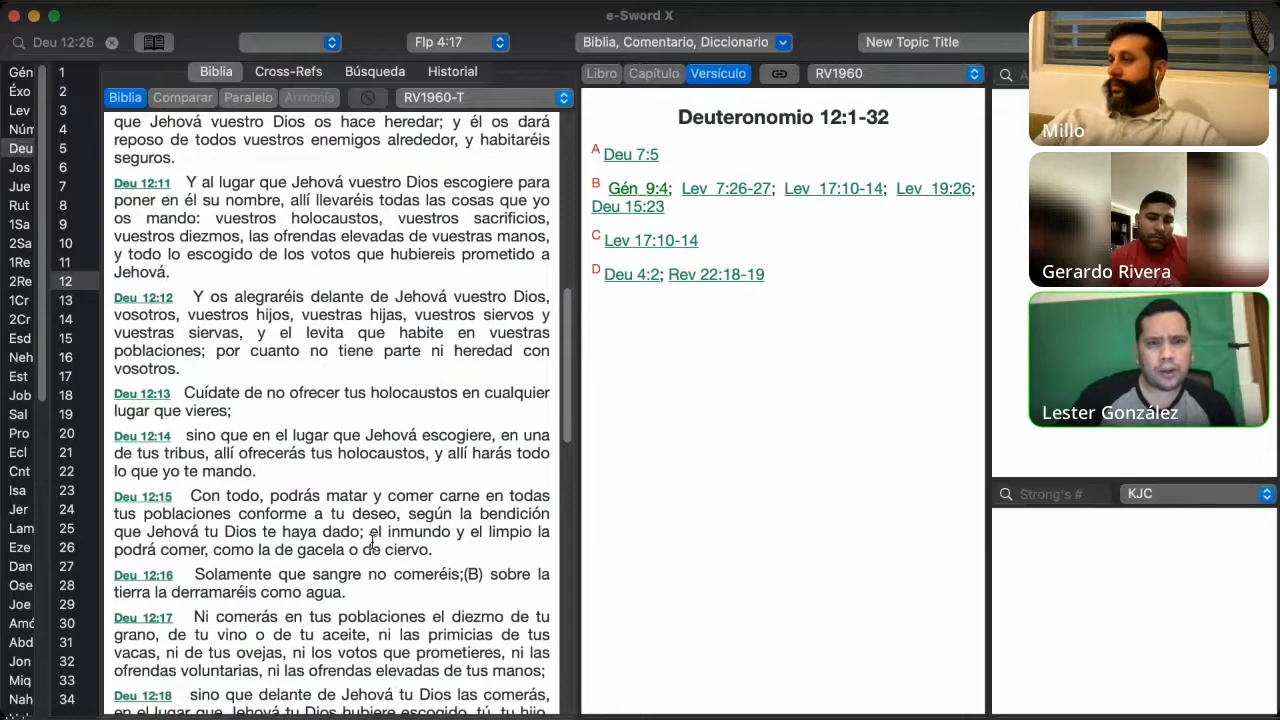 e-Sword X
Deu 12:26
Flp 4:17
Biblia, Comentario, Diccionario
New Topic Title
Biblia
Cross-Refs
Búsqueda
Historial
Biblia
Comparar
Paralelo
Armonía
RV1960-T
Libro
Capítulo
Versículo
RV1960
Gén
Éxo
Lev
Núm
Deu
Jos
Jue
Rut
1Sa
2Sa
1Re
2Re
1Cr
2Cr
Esd
Neh
Est
Job
Sal
Pro
Ecl
Cnt
Isa
Jer
Lam
Eze
Dan
Ose
Joe
Amó
Abd
Jon
Miq
Nah
1
2
3
4
5
6
7
8
9
10
11
12
13
14
15
16
17
18
19
20
21
22
23
24
25
26
27
28
29
30
31
32
33
34
que Jehová vuestro Dios os hace heredar; y él os dará
reposo de todos vuestros enemigos alrededor, y habitaréis
seguros.
Deu 12:11 Y al lugar que Jehová vuestro Dios escogiere para
poner en él su nombre, allí llevaréis todas las cosas que yo
os mando: vuestros holocaustos, vuestros sacrificios,
vuestros diezmos, las ofrendas elevadas de vuestras manos,
y todo lo escogido de los votos que hubiereis prometido a
Jehová.
Deu 12:12 Y os alegraréis delante de Jehová vuestro Dios,
vosotros, vuestros hijos, vuestras hijas, vuestros siervos y
vuestras siervas, y el levita que habite en vuestras
poblaciones; por cuanto no tiene parte ni heredad con
vosotros.
Deu 12:13 Cuídate de no ofrecer tus holocaustos en cualquier
lugar que vieres;
Deu 12:14 sino que en el lugar que Jehová escogiere, en una
de tus tribus, allí ofrecerás tus holocaustos, y allí harás todo
lo que yo te mando.
Deu 12:15 Con todo, podrás matar y comer carne en todas
tus poblaciones conforme a tu deseo, según la bendición
que Jehová tu Dios te haya dado; el inmundo y el limpio la
podrá comer, como la de gacela o de ciervo.
Deu 12:16 Solamente que sangre no comeréis;(B) sobre la
tierra la derramaréis como agua.
Deu 12:17 Ni comerás en tus poblaciones el diezmo de tu
grano, de tu vino o de tu aceite, ni las primicias de tus
vacas, ni de tus ovejas, ni los votos que prometieres, ni las
ofrendas voluntarias, ni las ofrendas elevadas de tus manos;
Deu 12:18 sino que delante de Jehová tu Dios las comerás,
en el lugar que Jehová tu Dios hubiere escogido, tú, tu hijo,
Deuteronomio 12:1-32
A Deu 7:5
B Gén 9:4; Lev 7:26-27; Lev 17:10-14; Lev 19:26;
Deu 15:23
C Lev 17:10-14
D Deu 4:2; Rev 22:18-19
Millo
Gerardo Rivera
Lester González
Strong's #
KJC